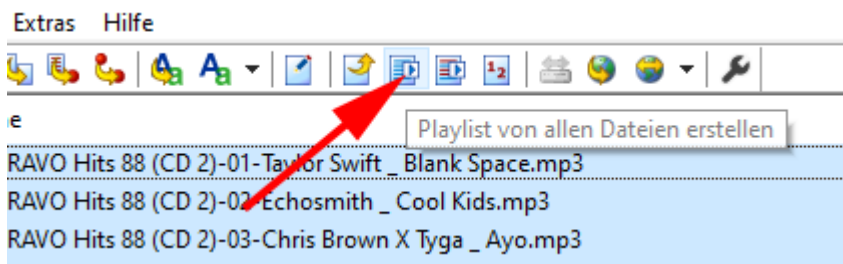 Extras Hilfe
e
Playlist von allen Dateien erstellen
RAVO Hits 88 (CD 2)-01-Taylor Swift _ Blank Space.mp3
RAVO Hits 88 (CD 2)-02-Echosmith _ Cool Kids.mp3
RAVO Hits 88 (CD 2)-03-Chris Brown X Tyga _ Ayo.mp3